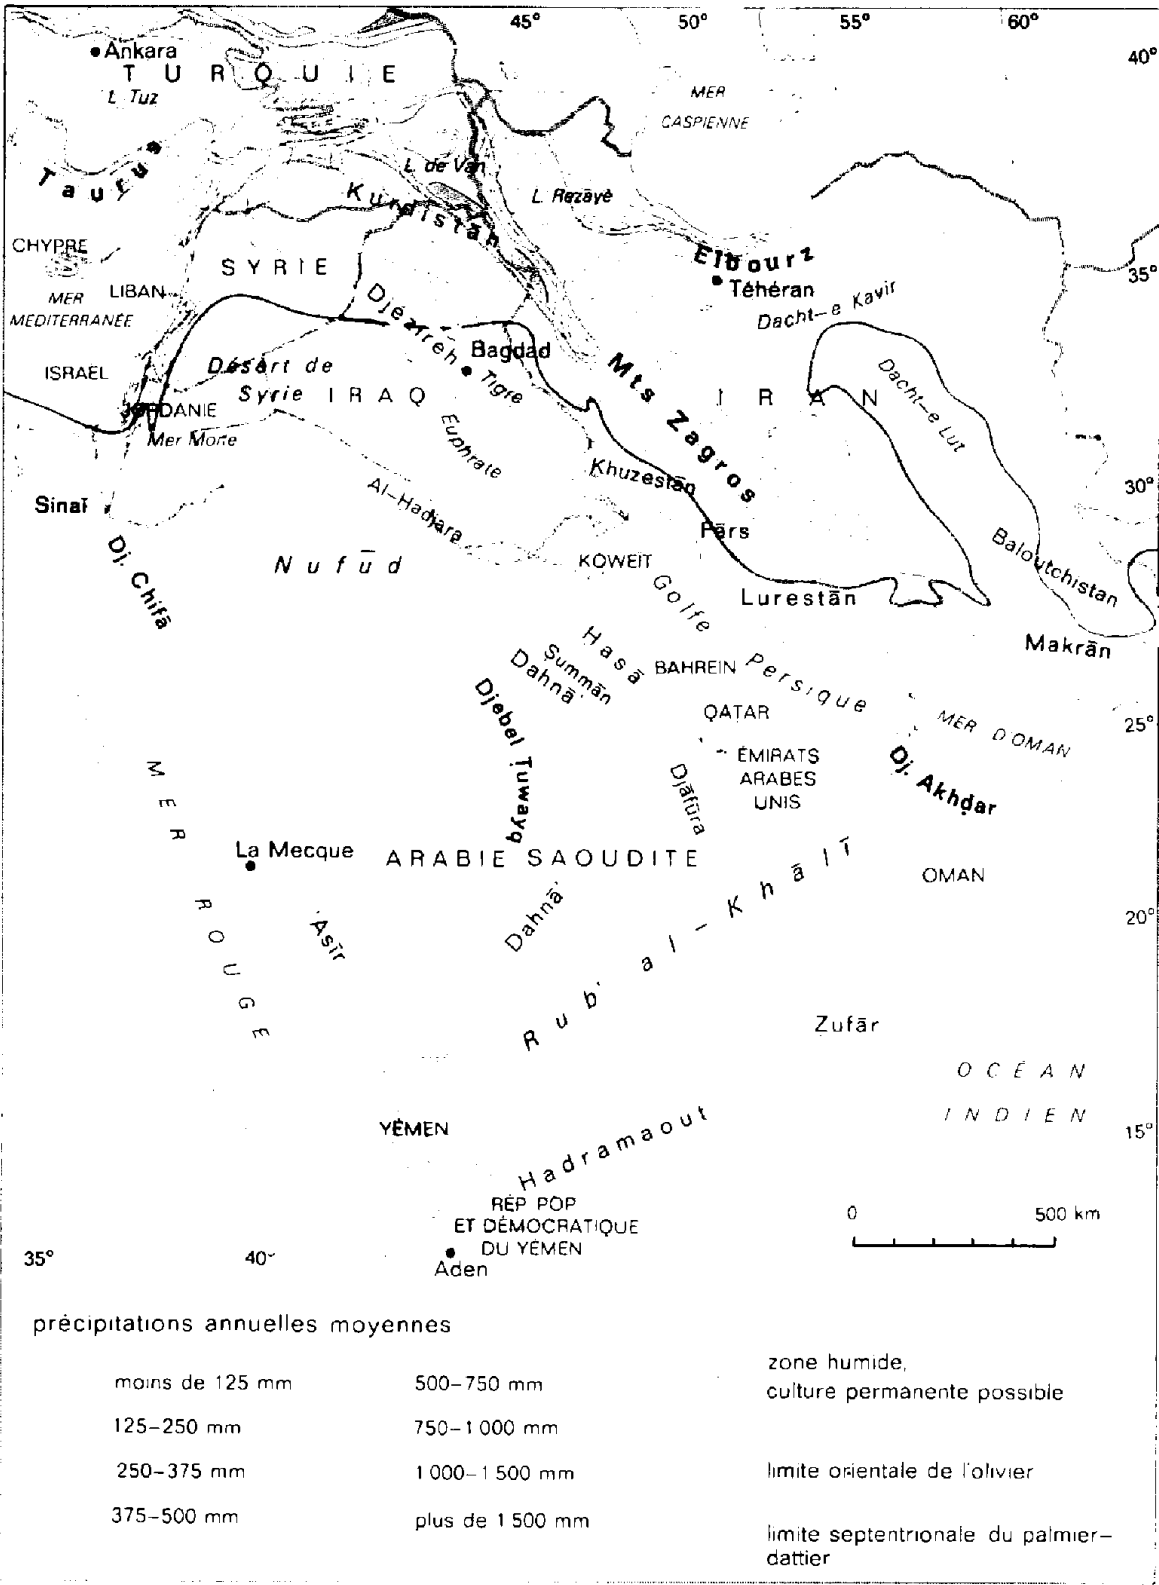 45° 50° 55° 60°
40°
Ankara
TURQUIE
L. Tuz
MER
CASPIENNE
Taurus
L. de Van
L. Rezāyè
Kurdistān
CHYPRE
SYRIE
Elbourz
35°
Téhéran
MER
MEDITERRANÉE
LIBAN
Djézireh
Dacht-e Kavir
Bagdad
ISRAEL
Désert de
Syrie
IRAQ
Tigre
Mts Zagros
IRAN
Dacht-e Lut
JORDANIE
Mer Morte
Euphrate
Khuzestān
30°
Sinaï
Al-Hadjara
Fārs
Dj. Chifā
Nufūd
KOWEIT
Baloutchistan
Golfe Persique
Lurestān
Makrān
Hasā
Ṣummān
Dahnā'
BAHREIN
Djebel Ṭuwayq
QATAR
25°
MER D'OMAN
ÉMIRATS
ARABES
UNIS
Dj. Akhḍar
Djāfūra
MER ROUGE
La Mecque
ARABIE SAOUDITE
OMAN
20°
'Asīr
Dahnā'
Rub' al-Khālī
Ẓufār
OCÉAN
INDIEN
YÉMEN
15°
Hadramaout
RÉP POP
ET DÉMOCRATIQUE
DU YÉMEN
Aden
0 500 km
35° 40°
précipitations annuelles moyennes
moins de 125 mm
125-250 mm
250-375 mm
375-500 mm
500-750 mm
750-1 000 mm
1 000-1 500 mm
plus de 1 500 mm
zone humide,
culture permanente possible
limite orientale de l'olivier
limite septentrionale du palmier-
dattier